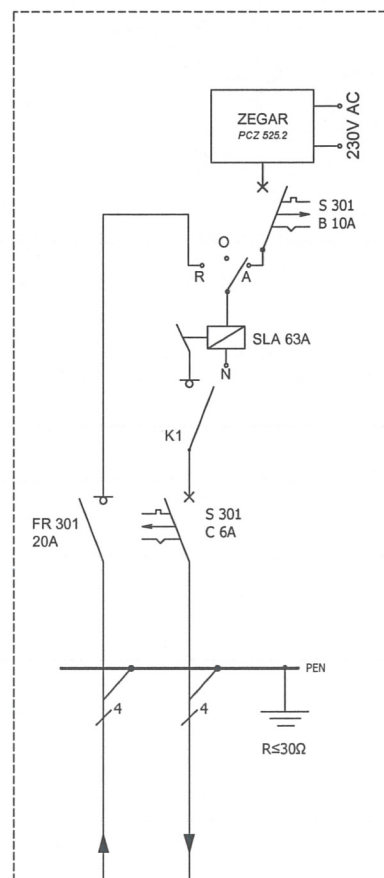 ZEGAR
PCZ 525.2
230V AC
S 301
B 10A
O
R
A
SLA 63A
N
K1
FR 301
20A
S 301
C 6A
PEN
4
4
R≤30Ω